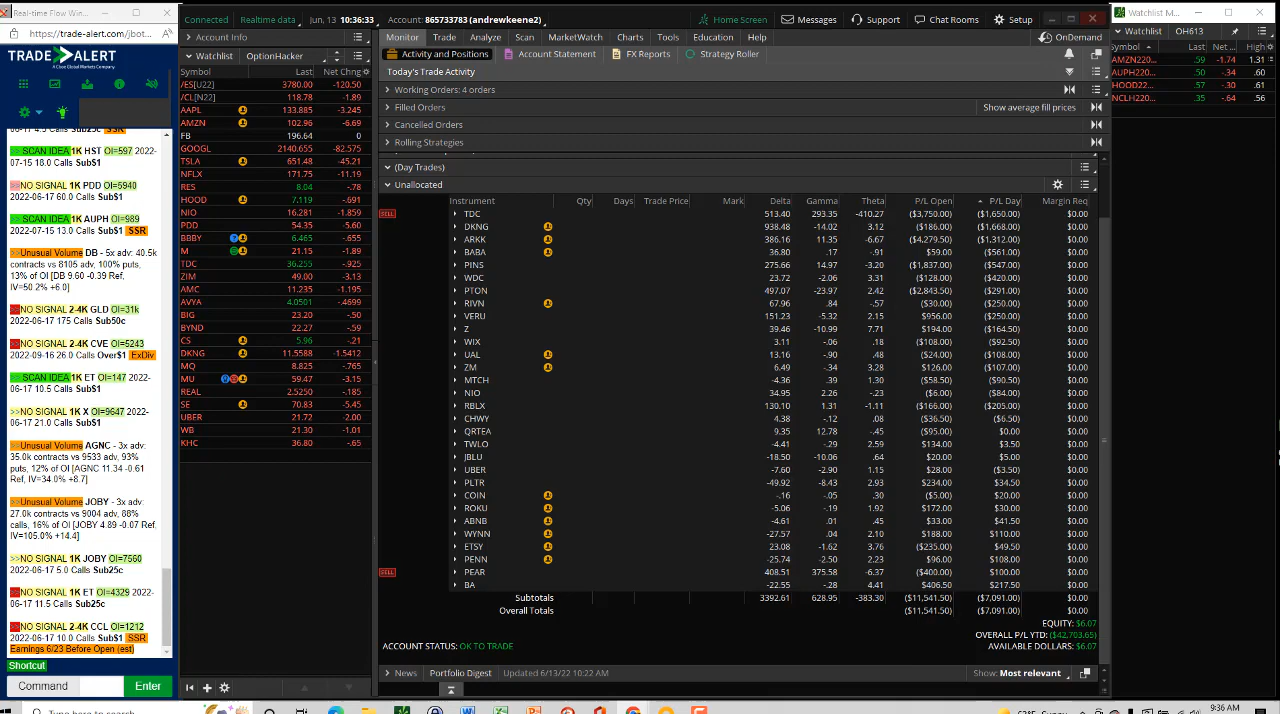 Real-time Flow Win...
https://trade-alert.com/jbot...
TRADE ALERT
A Cboe Global Markets Company
2022-06-17 4.5 Calls Sub25c SSR
>>SCAN IDEA 1K HST OI=597 2022-
07-15 18.0 Calls Sub$1
>>NO SIGNAL 1K PDD OI=5940
2022-06-17 60.0 Calls Sub$1
>>SCAN IDEA 1K AUPH OI=989
2022-07-15 13.0 Calls Sub$1 SSR
>>Unusual Volume DB - 5x adv: 40.5k
contracts vs 8105 adv, 100% puts,
13% of OI [DB 9.60 -0.39 Ref,
IV=50.2% +6.0]
>>NO SIGNAL 2-4K GLD OI=31k
2022-06-17 175 Calls Sub50c
>>NO SIGNAL 2-4K CVE OI=5243
2022-09-16 26.0 Calls Over$1 ExDiv
>>SCAN IDEA 1K ET OI=147 2022-
06-17 10.5 Calls Sub$1
>>NO SIGNAL 1K X OI=9647 2022-
06-17 21.0 Calls Sub$1
>>Unusual Volume AGNC - 3x adv:
35.0k contracts vs 9533 adv, 93%
puts, 12% of OI [AGNC 11.34 -0.61
Ref, IV=34.0% +8.7]
>>Unusual Volume JOBY - 3x adv:
27.0k contracts vs 9004 adv, 88%
calls, 16% of OI [JOBY 4.89 -0.07 Ref,
IV=105.0% +14.4]
>>NO SIGNAL 1K JOBY OI=7560
2022-06-17 5.0 Calls Sub25c
>>NO SIGNAL 1K ET OI=4329 2022-
06-17 11.5 Calls Sub25c
>>NO SIGNAL 2-4K CCL OI=1212
2022-06-17 10.0 Calls Sub$1 SSR
Earnings 6/23 Before Open (est)
Shortcut
Command Enter
Connected Realtime data Jun, 13 10:36:33
Home Screen Messages Chat Rooms Setup
Account Info
Watchlist OptionHacker
Symbol Last Net Chng
/ES[U22] 3780.00 -120.50
/CL[N22] 118.78 -1.89
AAPL 133.885 -3.245
AMZN 102.96 -6.69
FB 196.64 0
GOOGL 2140.655 -82.575
TSLA 651.48 -45.21
NFLX 171.75 -11.19
RES 8.04 -.78
HOOD 7.119 -.691
NIO 16.281 -1.859
PDD 54.35 -5.94
BBBY 6.465 -.655
M 21.15 -1.89
TDC 36.255 -.925
ZIM 49.00 -3.13
AMC 11.235 -1.195
AVYA 4.0501 -.4699
BIG 23.20 -.50
BYND 22.27 -.59
CS 5.96 -.21
DKNG 11.5588 -1.5412
MQ 8.825 -.765
MU 59.47 -3.15
REAL 2.5250 -.185
SE 70.83 -5.45
UBER 21.72 -2.00
WB 21.30 -1.01
KHC 36.80 -.65
Monitor Trade Analyze Scan MarketWatch Charts Tools Education Help
OnDemand
Activity and Positions Account Statement FX Reports Strategy Ro...
Today's Trade Activity
Working Orders: 4 orders
Filled Orders Show average fill prices
Cancelled Orders
Rolling Strategies
(Day Trades)
Unallocated
Instrument Qty Days Trade Price Mark Delta Gamma Theta P/L Open P/L Day Margin Req
SELL TDC 113.40 293.35 -410.27 ($3,750.00) ($1,650.00) $0.00
DKNG 938.48 -14.02 3.12 ($186.00) ($1,668.00) $0.00
ARKK 386.16 11.35 -6.67 ($4,279.50) ($1,312.00) $0.00
BABA 36.80 .17 -.91 $59.00 ($561.00) $0.00
PINS 275.66 14.97 -3.20 ($1,837.00) ($547.00) $0.00
WDC 23.72 -2.06 3.31 ($128.00) ($420.00) $0.00
PTON 497.07 -23.97 2.42 ($2,843.50) ($291.00) $0.00
RIVN 67.96 .84 -.57 ($30.00) ($250.00) $0.00
VERU 151.23 -5.32 2.15 $956.00 ($256.00) $0.00
Z 39.46 -10.99 7.71 $194.00 ($164.50) $0.00
WIX 3.11 -.06 .18 ($108.00) ($92.50) $0.00
UAL 13.16 -2.14 .48 ($24.00) ($108.00) $0.00
ZM 6.49 -.34 3.28 $126.00 ($107.00) $0.00
MTCH -4.36 .39 1.30 ($58.50) ($90.50) $0.00
NIO 34.95 2.26 -.23 ($6.00) ($84.00) $0.00
RBLX 130.10 1.31 -1.11 ($166.00) ($205.00) $0.00
CHWY 4.38 -.12 .08 ($36.50) ($6.50) $0.00
QRTEA 9.35 12.78 -.45 ($95.00) $0.00 $0.00
TWLO -4.41 -.29 2.59 $134.00 $3.50 $0.00
JBLU -18.50 -10.06 .64 $20.00 $5.00 $0.00
UBER -7.60 -2.90 1.15 $28.00 ($3.50) $0.00
PLTR -49.92 -8.43 2.93 $234.00 $34.50 $0.00
COIN -.16 -.05 .30 ($5.00) $20.00 $0.00
ROKU -5.06 -.19 1.92 $172.00 $30.00 $0.00
ABNB -4.61 .01 .45 $33.00 $41.50 $0.00
WYNN -27.57 .04 2.10 $188.00 $110.00 $0.00
ETSY 23.08 -1.62 3.76 ($235.00) $49.50 $0.00
PENN -25.74 -2.50 2.23 $96.00 $108.00 $0.00
SELL PEAR 408.51 375.58 -6.37 ($400.00) $100.00 $0.00
BA -22.55 -.28 4.41 $406.50 $217.50 $0.00
Subtotals 3392.61 628.95 -383.30 ($11,541.50) ($7,091.00) $0.00
Overall Totals ($11,541.50) ($7,091.00) $0.00
EQUITY: $6.07
OVERALL P/L YTD: ($42,703.65)
ACCOUNT STATUS: OK TO TRADE AVAILABLE DOLLARS: $6.07
News Portfolio Digest Updated 6/13/22 10:22 AM Show: Most relevant
Watchlist M...
Watchlist OH613
Symbol Last Net ... High
AMZN220... .59 -1.74 1.31
AUPH220... .50 -.34 .60
HOOD22... .57 -.30 .61
NCLH220... .35 -.64 .56
Type here to search
9:36 AM